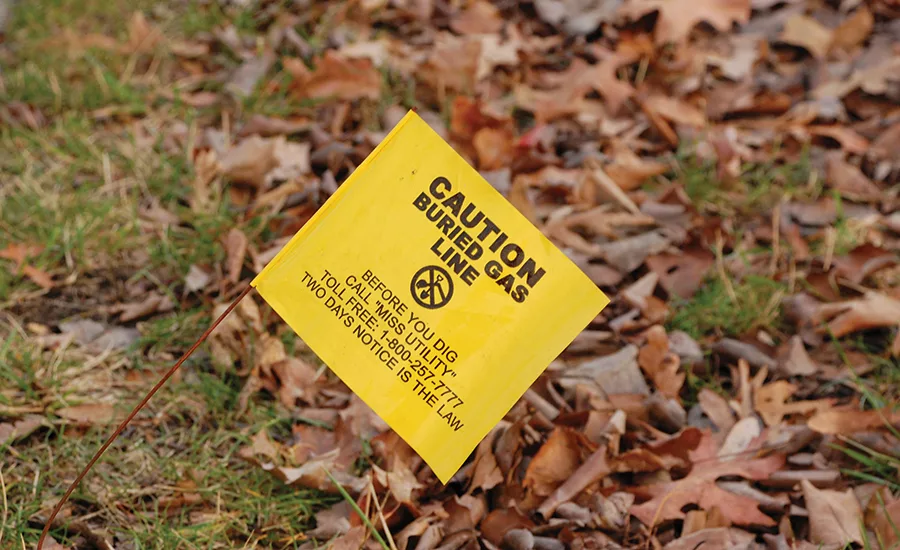 CAUTION
BURIED GAS
LINE
BEFORE YOU DIG
CALL "MISS UTILITY"
TOLL FREE: 1-800-257-7777
TWO DAYS NOTICE IS THE LAW